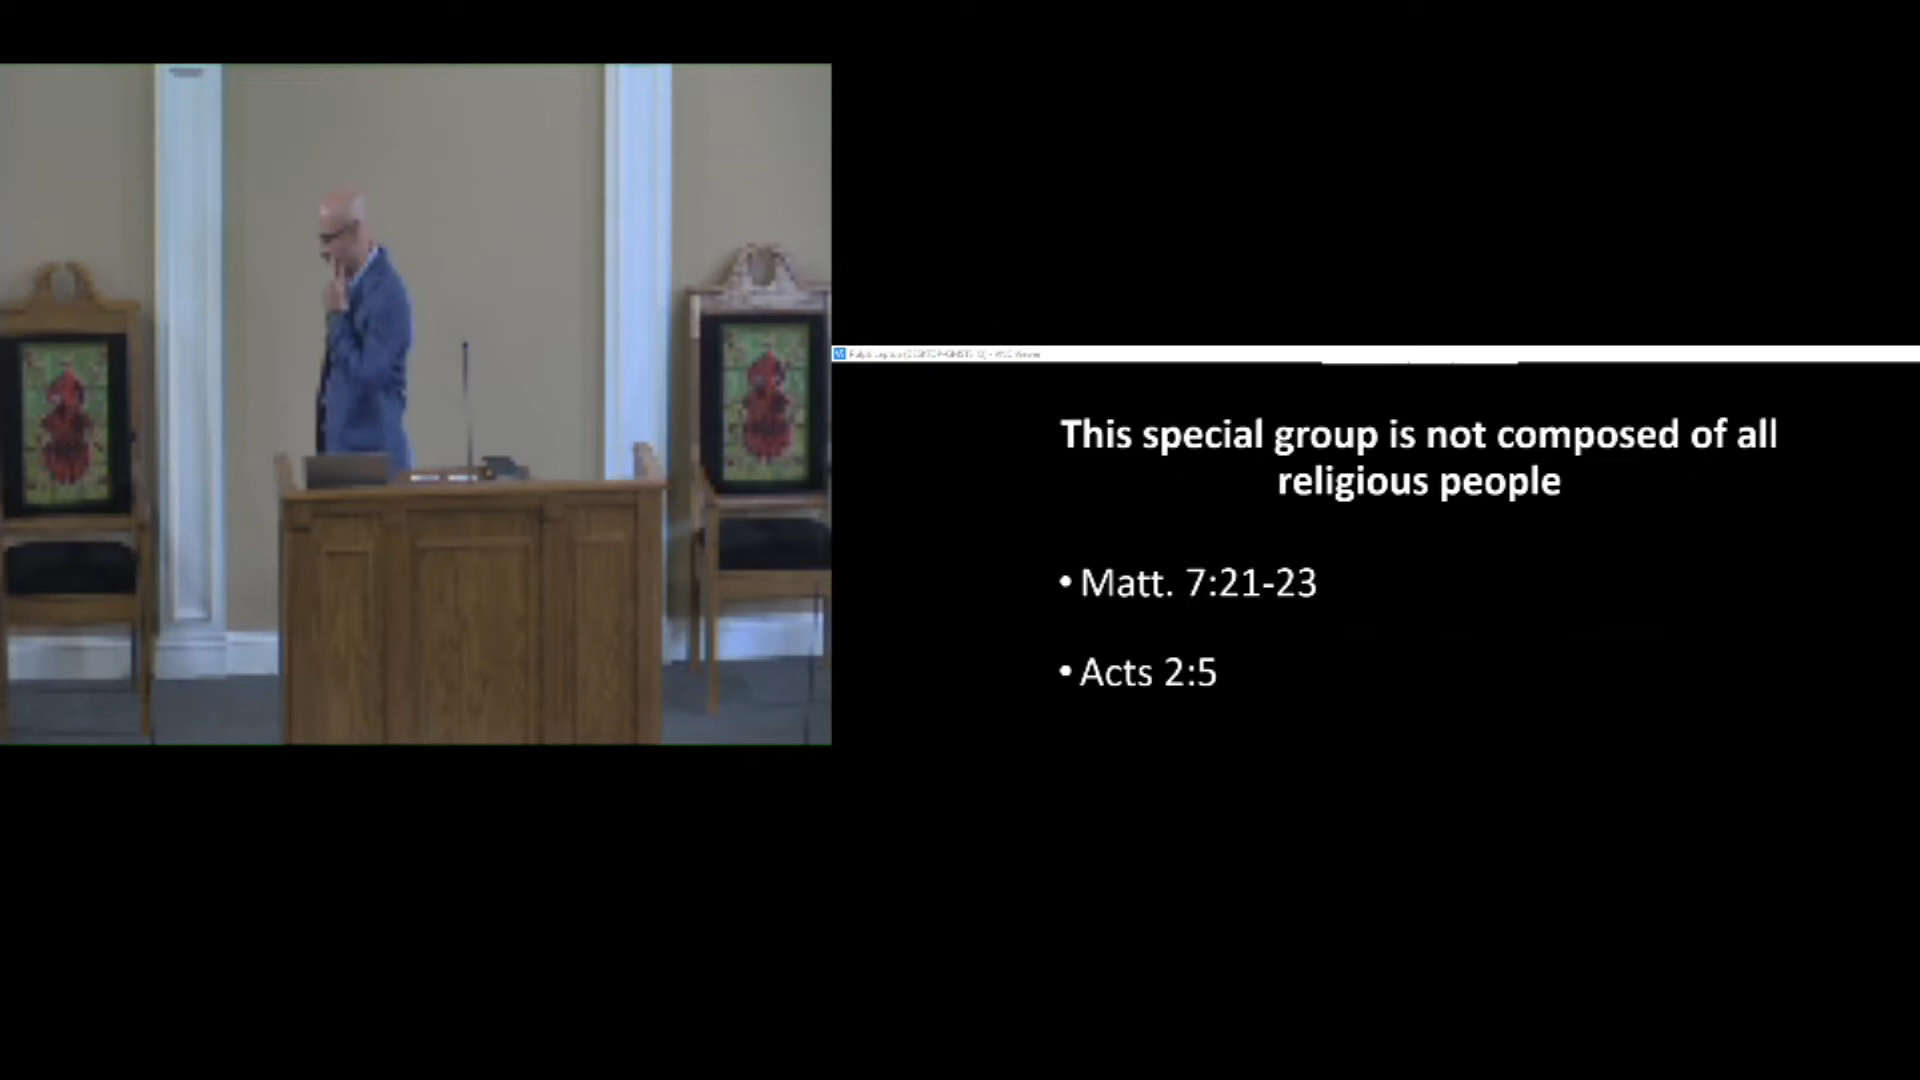 This special group is not composed of all
religious people
• Matt. 7:21-23
• Acts 2:5